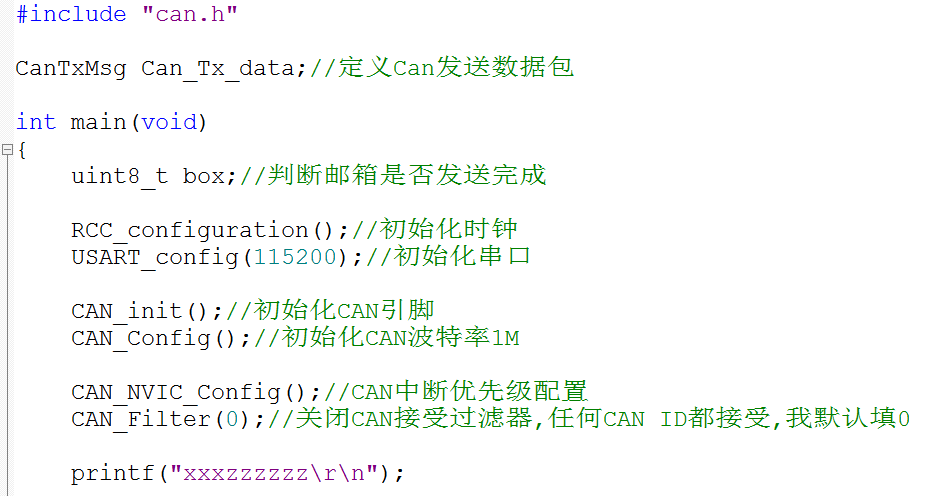 #include "can.h"
CanTxMsg Can_Tx_data;//定义Can发送数据包
int main(void)
{
uint8_t box;//判断邮箱是否发送完成
RCC_configuration();//初始化时钟
USART_config(115200);//初始化串口
CAN_init();//初始化CAN引脚
CAN_Config();//初始化CAN波特率1M
CAN_NVIC_Config();//CAN中断优先级配置
CAN_Filter(0);//关闭CAN接受过滤器,任何CAN ID都接受,我默认填0
printf("xxxzzzzzz\r\n");